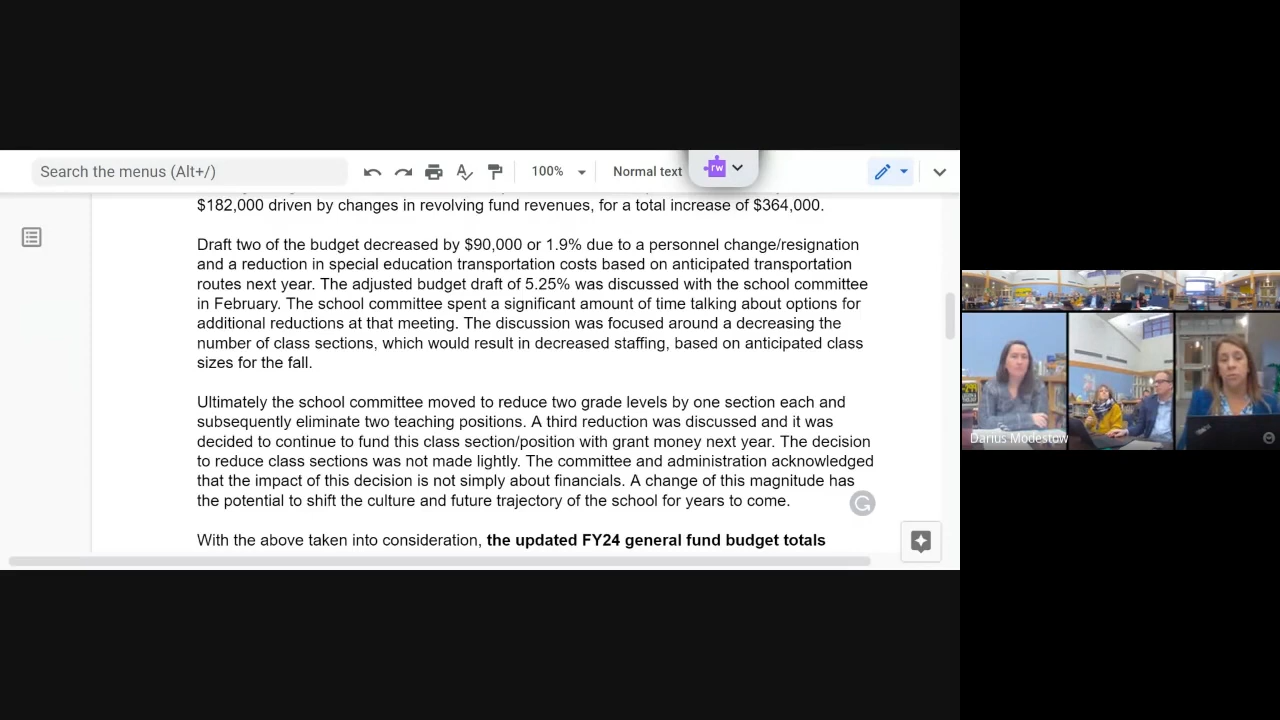 Search the menus (Alt+/)
100%
Normal text
rw
$182,000 driven by changes in revolving fund revenues, for a total increase of $364,000.
Draft two of the budget decreased by $90,000 or 1.9% due to a personnel change/resignation
and a reduction in special education transportation costs based on anticipated transportation
routes next year. The adjusted budget draft of 5.25% was discussed with the school committee
in February. The school committee spent a significant amount of time talking about options for
additional reductions at that meeting. The discussion was focused around a decreasing the
number of class sections, which would result in decreased staffing, based on anticipated class
sizes for the fall.
Ultimately the school committee moved to reduce two grade levels by one section each and
subsequently eliminate two teaching positions. A third reduction was discussed and it was
decided to continue to fund this class section/position with grant money next year. The decision
to reduce class sections was not made lightly. The committee and administration acknowledged
that the impact of this decision is not simply about financials. A change of this magnitude has
the potential to shift the culture and future trajectory of the school for years to come.
With the above taken into consideration, the updated FY24 general fund budget totals
Darius Modestow